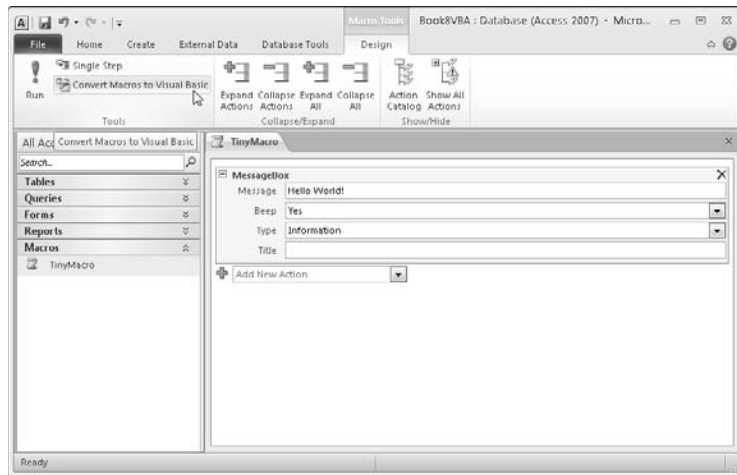 A Macro Tools Book8VBA : Database (Access 2007) - Micro...
File Home Create External Data Database Tools Design
Run
Single Step
Convert Macros to Visual Basic
Expand Actions Collapse Actions Expand All Collapse All
Action Catalog Show All Actions
Tools Collapse/Expand Show/Hide
Convert Macros to Visual Basic
TinyMacro
Search...
Tables
Queries
Forms
Reports
Macros
TinyMacro
MessageBox
Message Hello World!
Beep Yes
Type Information
Title
Add New Action
Ready